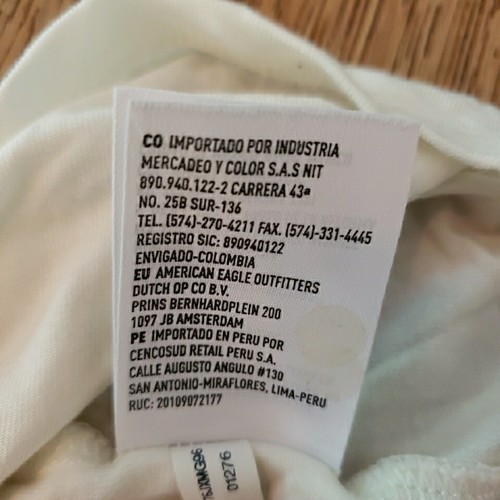 CO IMPORTADO POR INDUSTRIA
MERCADEO Y COLOR S.A.S NIT
890.940.122-2 CARRERA 43ª
NO. 25B SUR-136
TEL. (574)-270-4211 FAX. (574)-331-4445
REGISTRO SIC: 890940122
ENVIGADO-COLOMBIA
EU AMERICAN EAGLE OUTFITTERS
DUTCH OP CO B.V.
PRINS BERNHARDPLEIN 200
1097 JB AMSTERDAM
PE IMPORTADO EN PERU POR
CENCOSUD RETAIL PERU S.A.
CALLE AUGUSTO ANGULO #130
SAN ANTONIO-MIRAFLORES, LIMA-PERU
RUC: 20109072177
01276